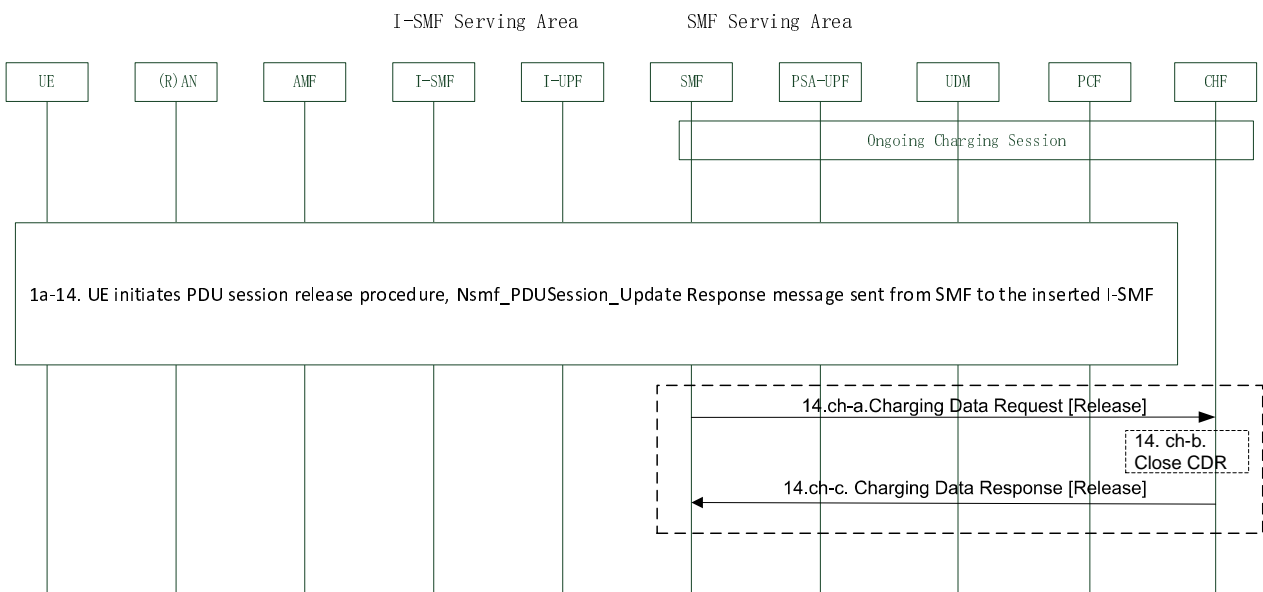 I-SMF Serving Area
SMF Serving Area
UE
(R)AN
AMF
I-SMF
I-UPF
SMF
PSA-UPF
UDM
PCF
CHF
Ongoing Charging Session
1a-14. UE initiates PDU session release procedure, Nsmf_PDUSession_Update Response message sent from SMF to the inserted I-SMF
14.ch-a.Charging Data Request [Release]
14. ch-b.
Close CDR
14.ch-c. Charging Data Response [Release]